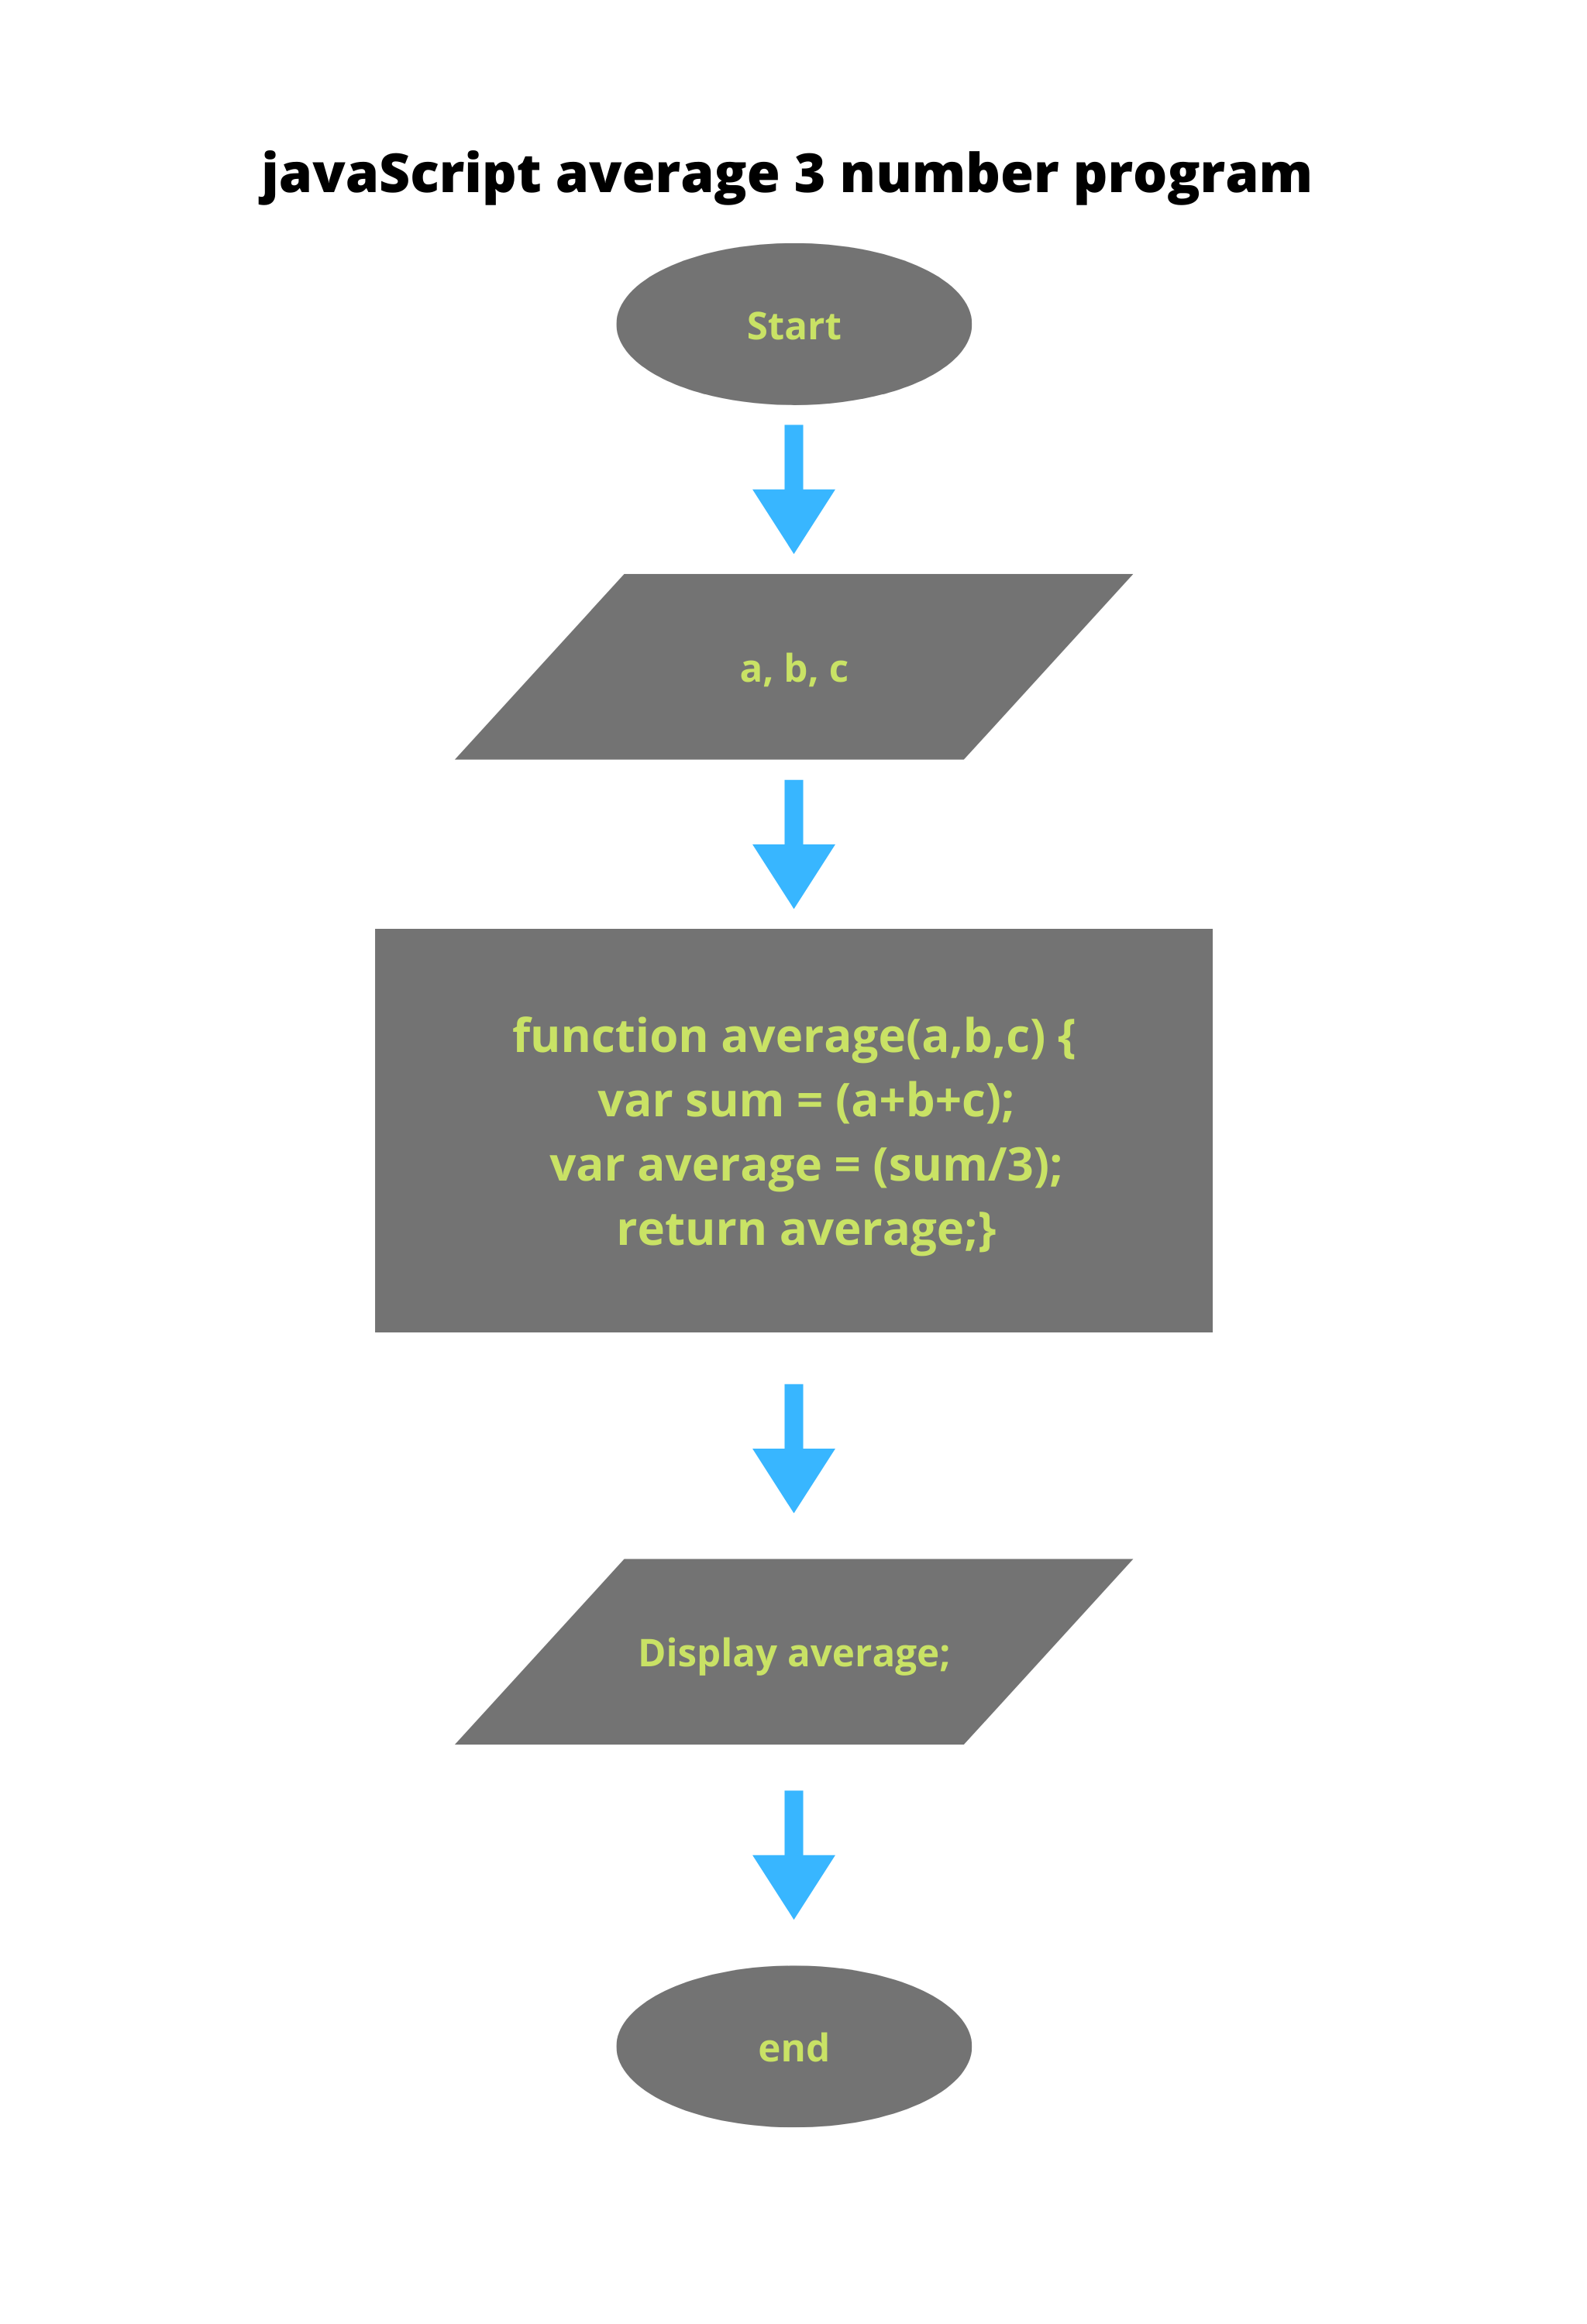 javaScript average 3 number program
Start
a, b, c
function average(a,b,c) {
var sum = (a+b+c);
var average = (sum/3);
return average;}
Display average;
end